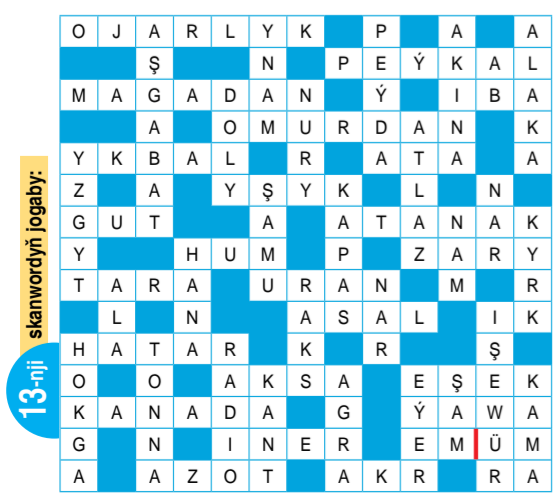 13-nji skanwordyň jogaby:
O J A R L Y K P A A
Ş N P E Ý K A L
M A G A D A N Ý I B A
A O M U R D A N K
Y K B A L R A T A A
Z A Y Ş Y K L N
G U T A A T A N A K
Y H U M P Z A R Y
T A R A U R A N M R
L N A S A L I K
H A T A R K R Ş
O O A K S A E Ş E K
K A N A D A G Ý A W A
G N I N E R E M Ü M
A A Z O T A K R R A